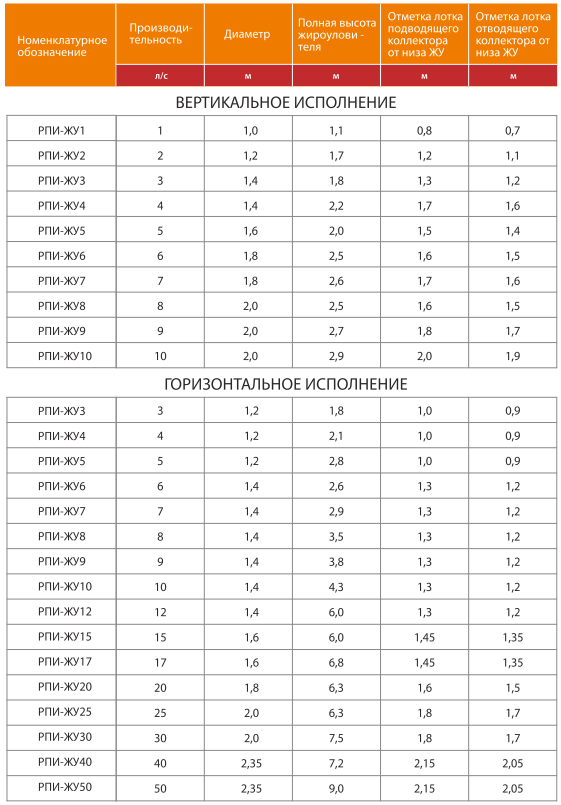 Номенклатурное обозначение | Производи-тельность | Диаметр | Полная высота жироулови - теля | Отметка лотка подводящего коллектора от низа ЖУ | Отметка лотка отводящего коллектора от низа ЖУ
л/с | м | м | м | м
ВЕРТИКАЛЬНОЕ ИСПОЛНЕНИЕ
РПИ-ЖУ1 | 1 | 1,0 | 1,1 | 0,8 | 0,7
РПИ-ЖУ2 | 2 | 1,2 | 1,7 | 1,2 | 1,1
РПИ-ЖУ3 | 3 | 1,4 | 1,8 | 1,3 | 1,2
РПИ-ЖУ4 | 4 | 1,4 | 2,2 | 1,7 | 1,6
РПИ-ЖУ5 | 5 | 1,6 | 2,0 | 1,5 | 1,4
РПИ-ЖУ6 | 6 | 1,8 | 2,5 | 1,6 | 1,5
РПИ-ЖУ7 | 7 | 1,8 | 2,6 | 1,7 | 1,6
РПИ-ЖУ8 | 8 | 2,0 | 2,5 | 1,6 | 1,5
РПИ-ЖУ9 | 9 | 2,0 | 2,7 | 1,8 | 1,7
РПИ-ЖУ10 | 10 | 2,0 | 2,9 | 2,0 | 1,9
ГОРИЗОНТАЛЬНОЕ ИСПОЛНЕНИЕ
РПИ-ЖУ3 | 3 | 1,2 | 1,8 | 1,0 | 0,9
РПИ-ЖУ4 | 4 | 1,2 | 2,1 | 1,0 | 0,9
РПИ-ЖУ5 | 5 | 1,2 | 2,8 | 1,0 | 0,9
РПИ-ЖУ6 | 6 | 1,4 | 2,6 | 1,3 | 1,2
РПИ-ЖУ7 | 7 | 1,4 | 2,9 | 1,3 | 1,2
РПИ-ЖУ8 | 8 | 1,4 | 3,5 | 1,3 | 1,2
РПИ-ЖУ9 | 9 | 1,4 | 3,8 | 1,3 | 1,2
РПИ-ЖУ10 | 10 | 1,4 | 4,3 | 1,3 | 1,2
РПИ-ЖУ12 | 12 | 1,4 | 6,0 | 1,3 | 1,2
РПИ-ЖУ15 | 15 | 1,6 | 6,0 | 1,45 | 1,35
РПИ-ЖУ17 | 17 | 1,6 | 6,8 | 1,45 | 1,35
РПИ-ЖУ20 | 20 | 1,8 | 6,3 | 1,6 | 1,5
РПИ-ЖУ25 | 25 | 2,0 | 6,3 | 1,8 | 1,7
РПИ-ЖУ30 | 30 | 2,0 | 7,5 | 1,8 | 1,7
РПИ-ЖУ40 | 40 | 2,35 | 7,2 | 2,15 | 2,05
РПИ-ЖУ50 | 50 | 2,35 | 9,0 | 2,15 | 2,05